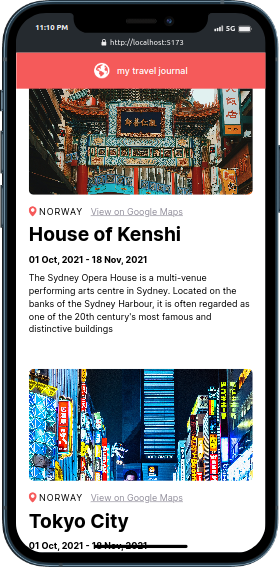 11:10 PM
5G
http://localhost:5173
my travel journal
NORWAY View on Google Maps
House of Kenshi
01 Oct, 2021 - 18 Nov, 2021
The Sydney Opera House is a multi-venue
performing arts centre in Sydney. Located on the
banks of the Sydney Harbour, it is often regarded as
one of the 20th century's most famous and
distinctive buildings
NORWAY View on Google Maps
Tokyo City
01 Oct, 2021 - 18 Nov, 2021